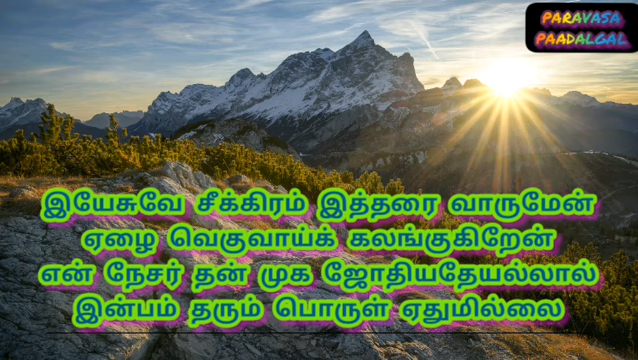 PARAVASA
PAADALGAL
இயேசுவே சீக்கிரம் இத்தரை வாருமேன்
ஏழை வெகுவாய்க் கலங்குகிறேன்
என் நேசர் தன் முக ஜோதியதேயல்லால்
இன்பம் தரும் பொருள் ஏதுமில்லை